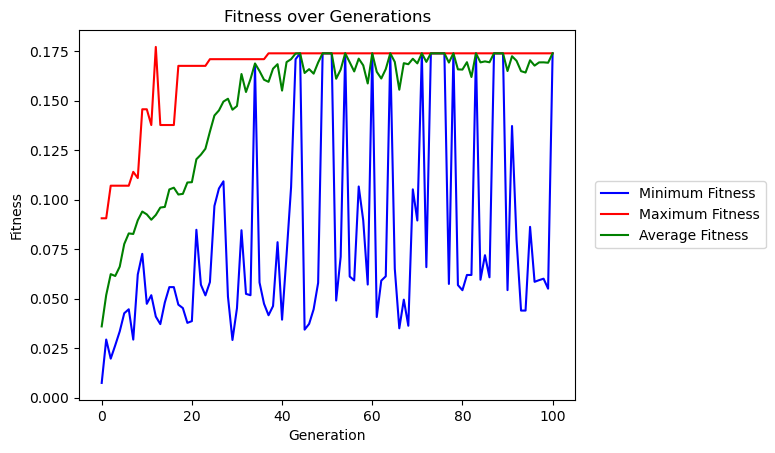 Fitness over Generations
0.175
0.150
0.125
0.100
0.075
0.050
0.025
0.000
Fitness
0 20 40 60 80 100
Generation
Minimum Fitness
Maximum Fitness
Average Fitness